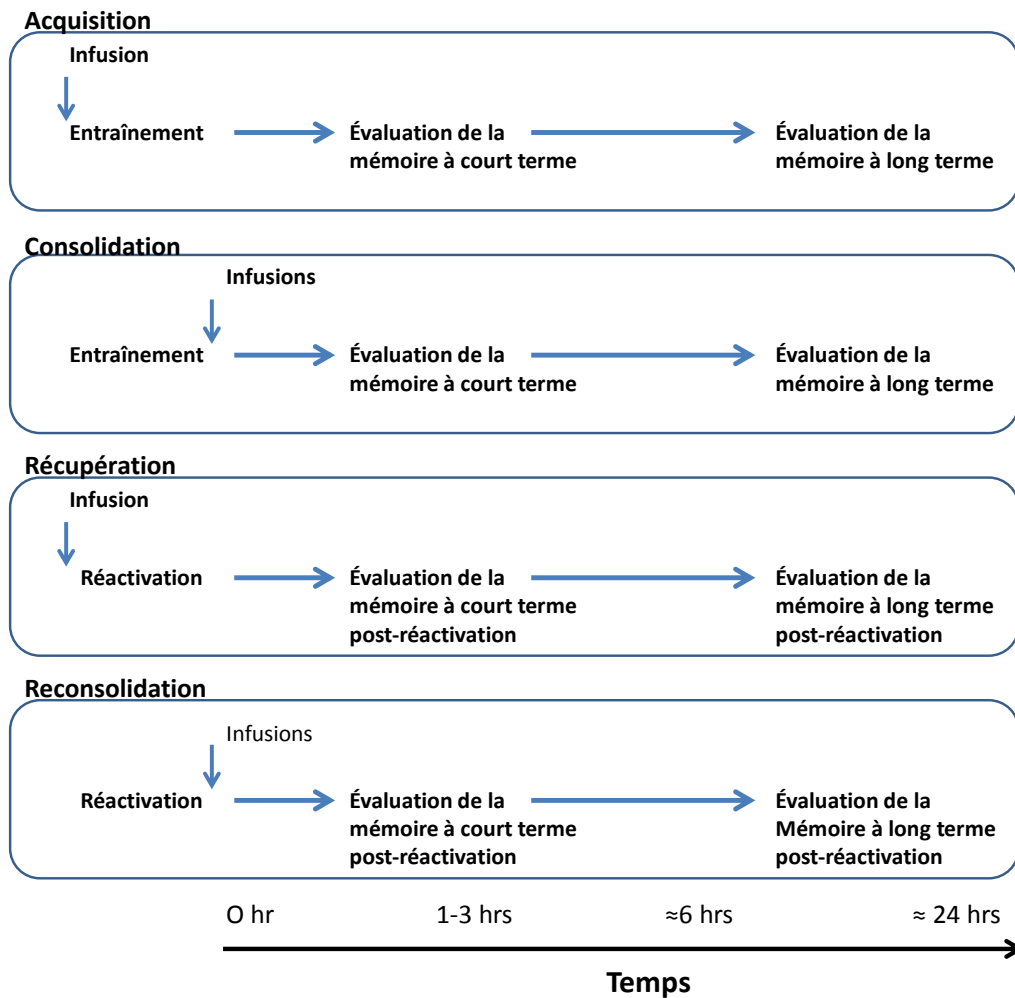 Acquisition
Infusion
Entraînement
Évaluation de la
mémoire à court terme
Évaluation de la
mémoire à long terme
Consolidation
Infusions
Entraînement
Évaluation de la
mémoire à court terme
Évaluation de la
mémoire à long terme
Récupération
Infusion
Réactivation
Évaluation de la
mémoire à court terme
post-réactivation
Évaluation de la
mémoire à long terme
post-réactivation
Reconsolidation
Infusions
Réactivation
Évaluation de la
mémoire à court terme
post-réactivation
Évaluation de la
Mémoire à long terme
post-réactivation
O hr 1-3 hrs ≈6 hrs ≈ 24 hrs
Temps